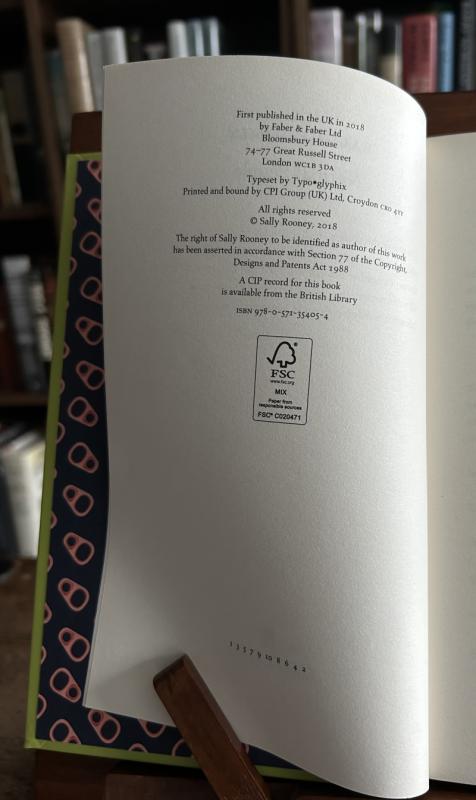 First published in the UK in 2018
by Faber & Faber Ltd
Bloomsbury House
74–77 Great Russell Street
London WC1B 3DA
Typeset by Typo•glyphix
Printed and bound by CPI Group (UK) Ltd, Croydon CR0 4YY
All rights reserved
© Sally Rooney, 2018
The right of Sally Rooney to be identified as author of this work
has been asserted in accordance with Section 77 of the Copyright,
Designs and Patents Act 1988
A CIP record for this book
is available from the British Library
ISBN 978-0-571-35405-4
FSC
www.fsc.org
MIX
Paper from
responsible sources
FSC® C020471
1 3 5 7 9 10 8 6 4 2